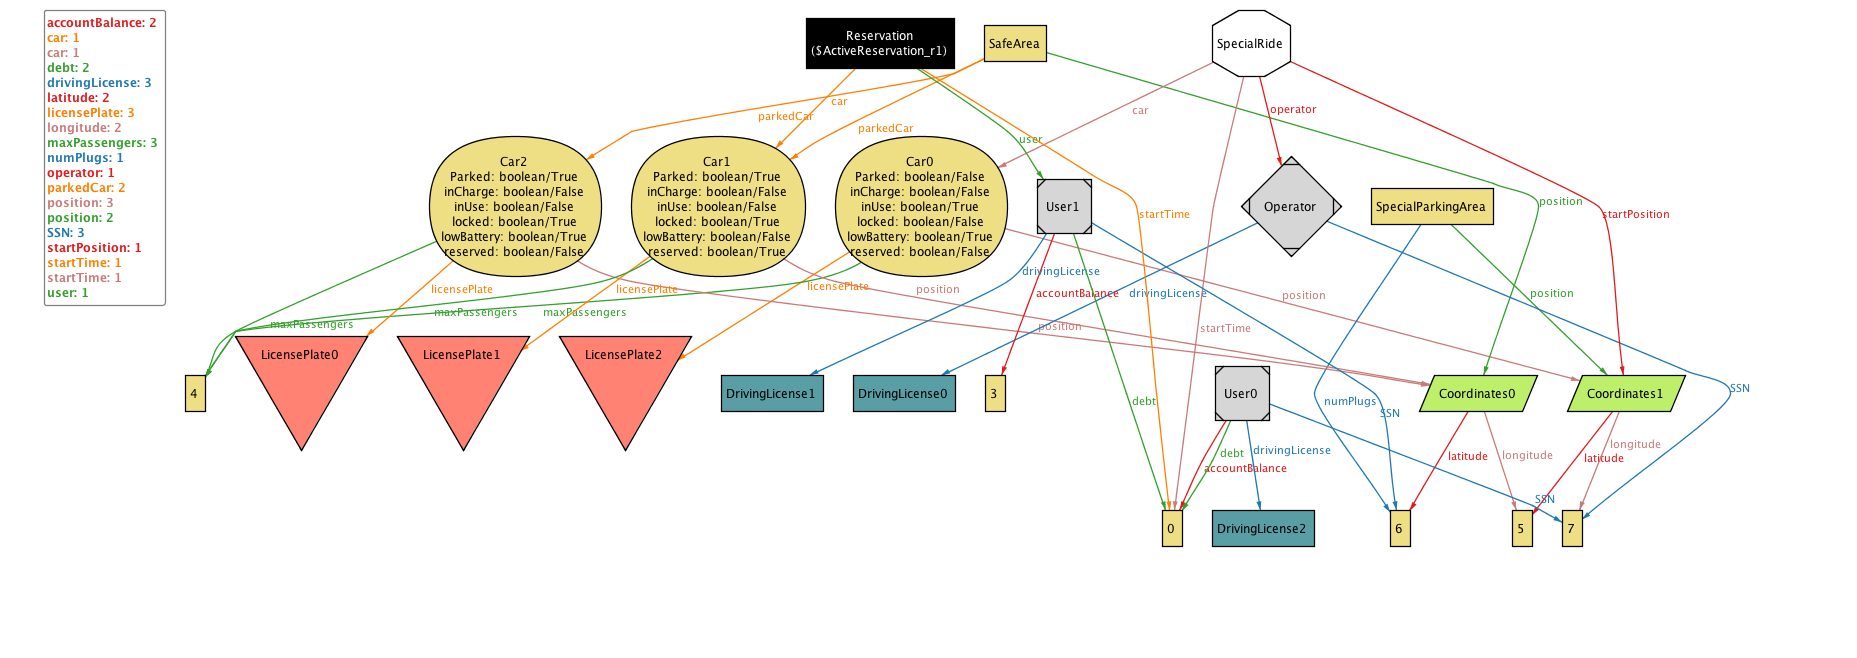 accountBalance: 2
car: 1
car: 1
debt: 2
drivingLicense: 3
latitude: 2
licensePlate: 3
longitude: 2
maxPassengers: 3
numPlugs: 1
operator: 1
parkedCar: 2
position: 3
position: 2
SSN: 3
startPosition: 1
startTime: 1
startTime: 1
user: 1
Reservation
($ActiveReservation_r1)
SafeArea
SpecialRide
car
parkedCar
parkedCar
user
car
operator
Car2
Parked: boolean/True
inCharge: boolean/False
inUse: boolean/False
locked: boolean/True
lowBattery: boolean/True
reserved: boolean/False
Car1
Parked: boolean/True
inCharge: boolean/False
inUse: boolean/False
locked: boolean/True
lowBattery: boolean/False
reserved: boolean/True
Car0
Parked: boolean/False
inCharge: boolean/False
inUse: boolean/True
locked: boolean/False
lowBattery: boolean/True
reserved: boolean/False
User1
startTime
Operator
SpecialParkingArea
position
startPosition
licensePlate
licensePlate
licensePlate
position
drivingLicense
accountBalance
drivingLicense
position
position
maxPassengers
maxPassengers
maxPassengers
position
startTime
4
LicensePlate0
LicensePlate1
LicensePlate2
DrivingLicense1
DrivingLicense0
3
debt
User0
numPlugs
SSN
Coordinates0
Coordinates1
SSN
debt
drivingLicense
accountBalance
latitude
longitude
latitude
longitude
SSN
0
DrivingLicense2
6
5
7